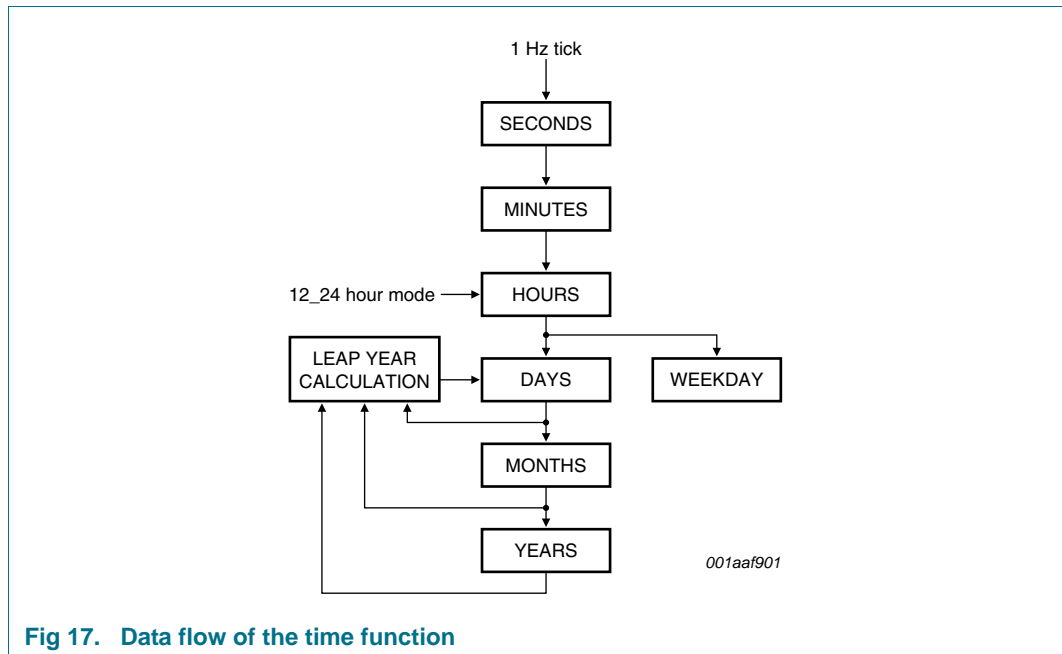 1 Hz tick
SECONDS
MINUTES
12_24 hour mode
HOURS
LEAP YEAR
CALCULATION
DAYS
WEEKDAY
MONTHS
YEARS
001aaf901
Fig 17. Data flow of the time function